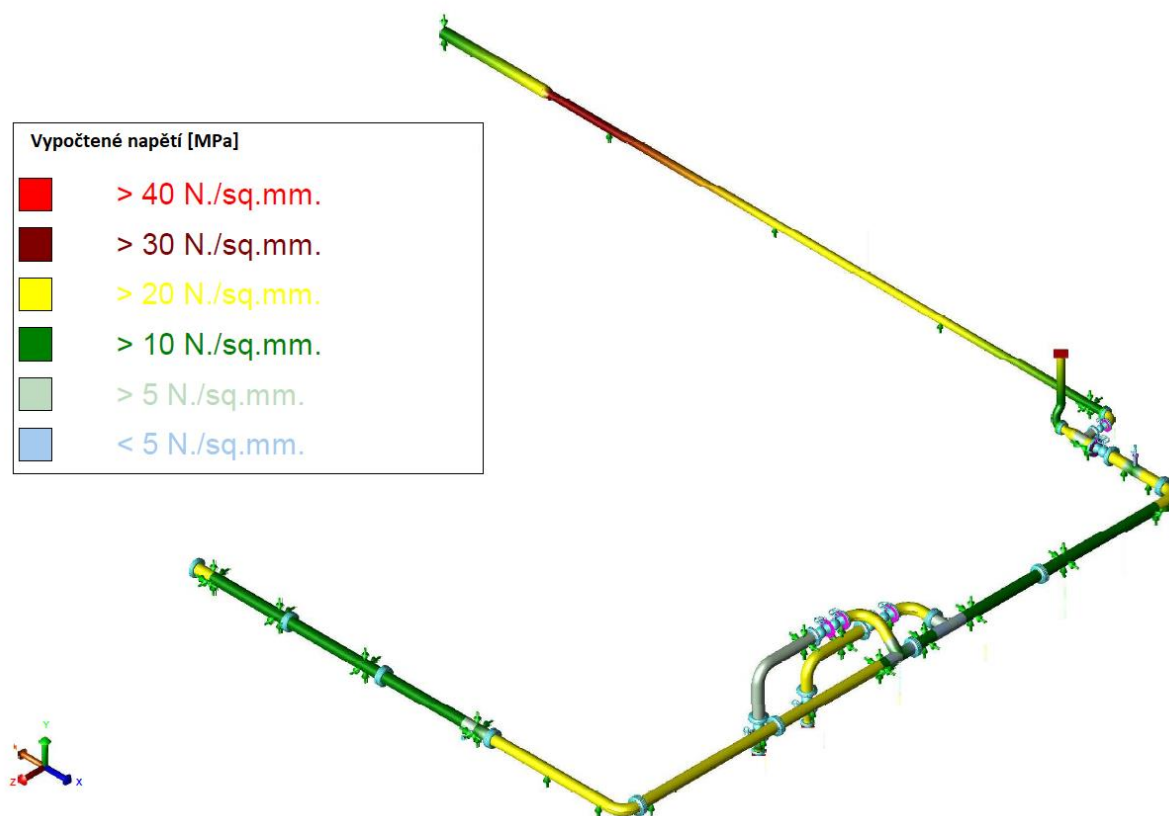 Vypočtené napětí [MPa]
> 40 N./sq.mm.
> 30 N./sq.mm.
> 20 N./sq.mm.
> 10 N./sq.mm.
> 5 N./sq.mm.
< 5 N./sq.mm.
Y
Z
X